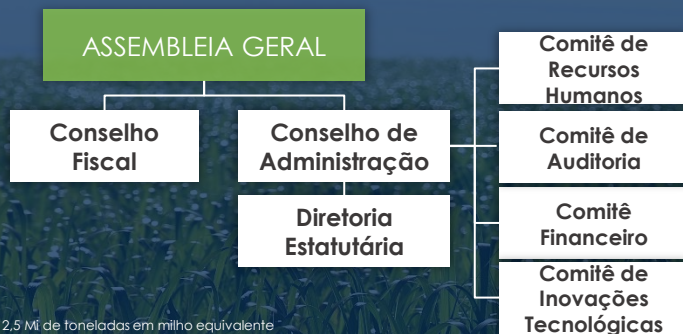 ASSEMBLEIA GERAL
Conselho
Fiscal
Conselho de
Administração
Diretoria
Estatutária
Comitê de
Recursos
Humanos
Comitê de
Auditoria
Comitê
Financeiro
Comitê de
Inovações
Tecnológicas
2,5 Mi de toneladas em milho equivalente